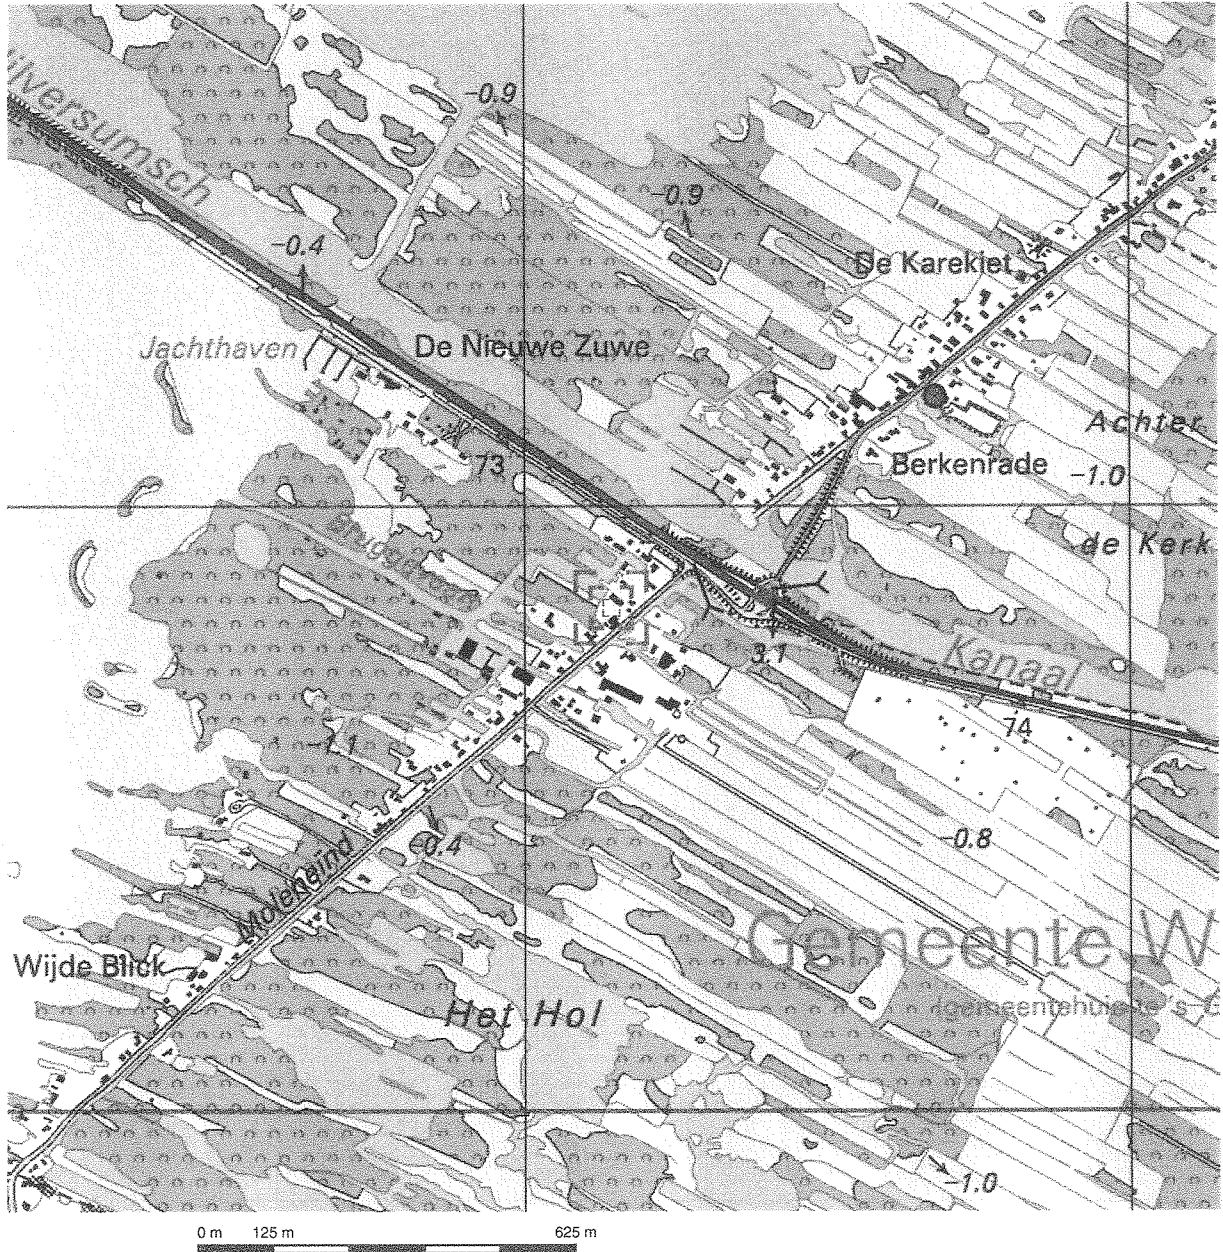 ilversumsch
-0.9
-0.9
-0.4
De Karekiet
Jachthaven
De Nieuwe Zuwe
Achter
73
Berkenrade
-1.0
de Kerk
3.1
Kanaal
74
-1.1
-0.8
-0.4
Moleneind
Gemeente W
Wijde Blick
Het Hol
-1.0
0 m 125 m 625 m